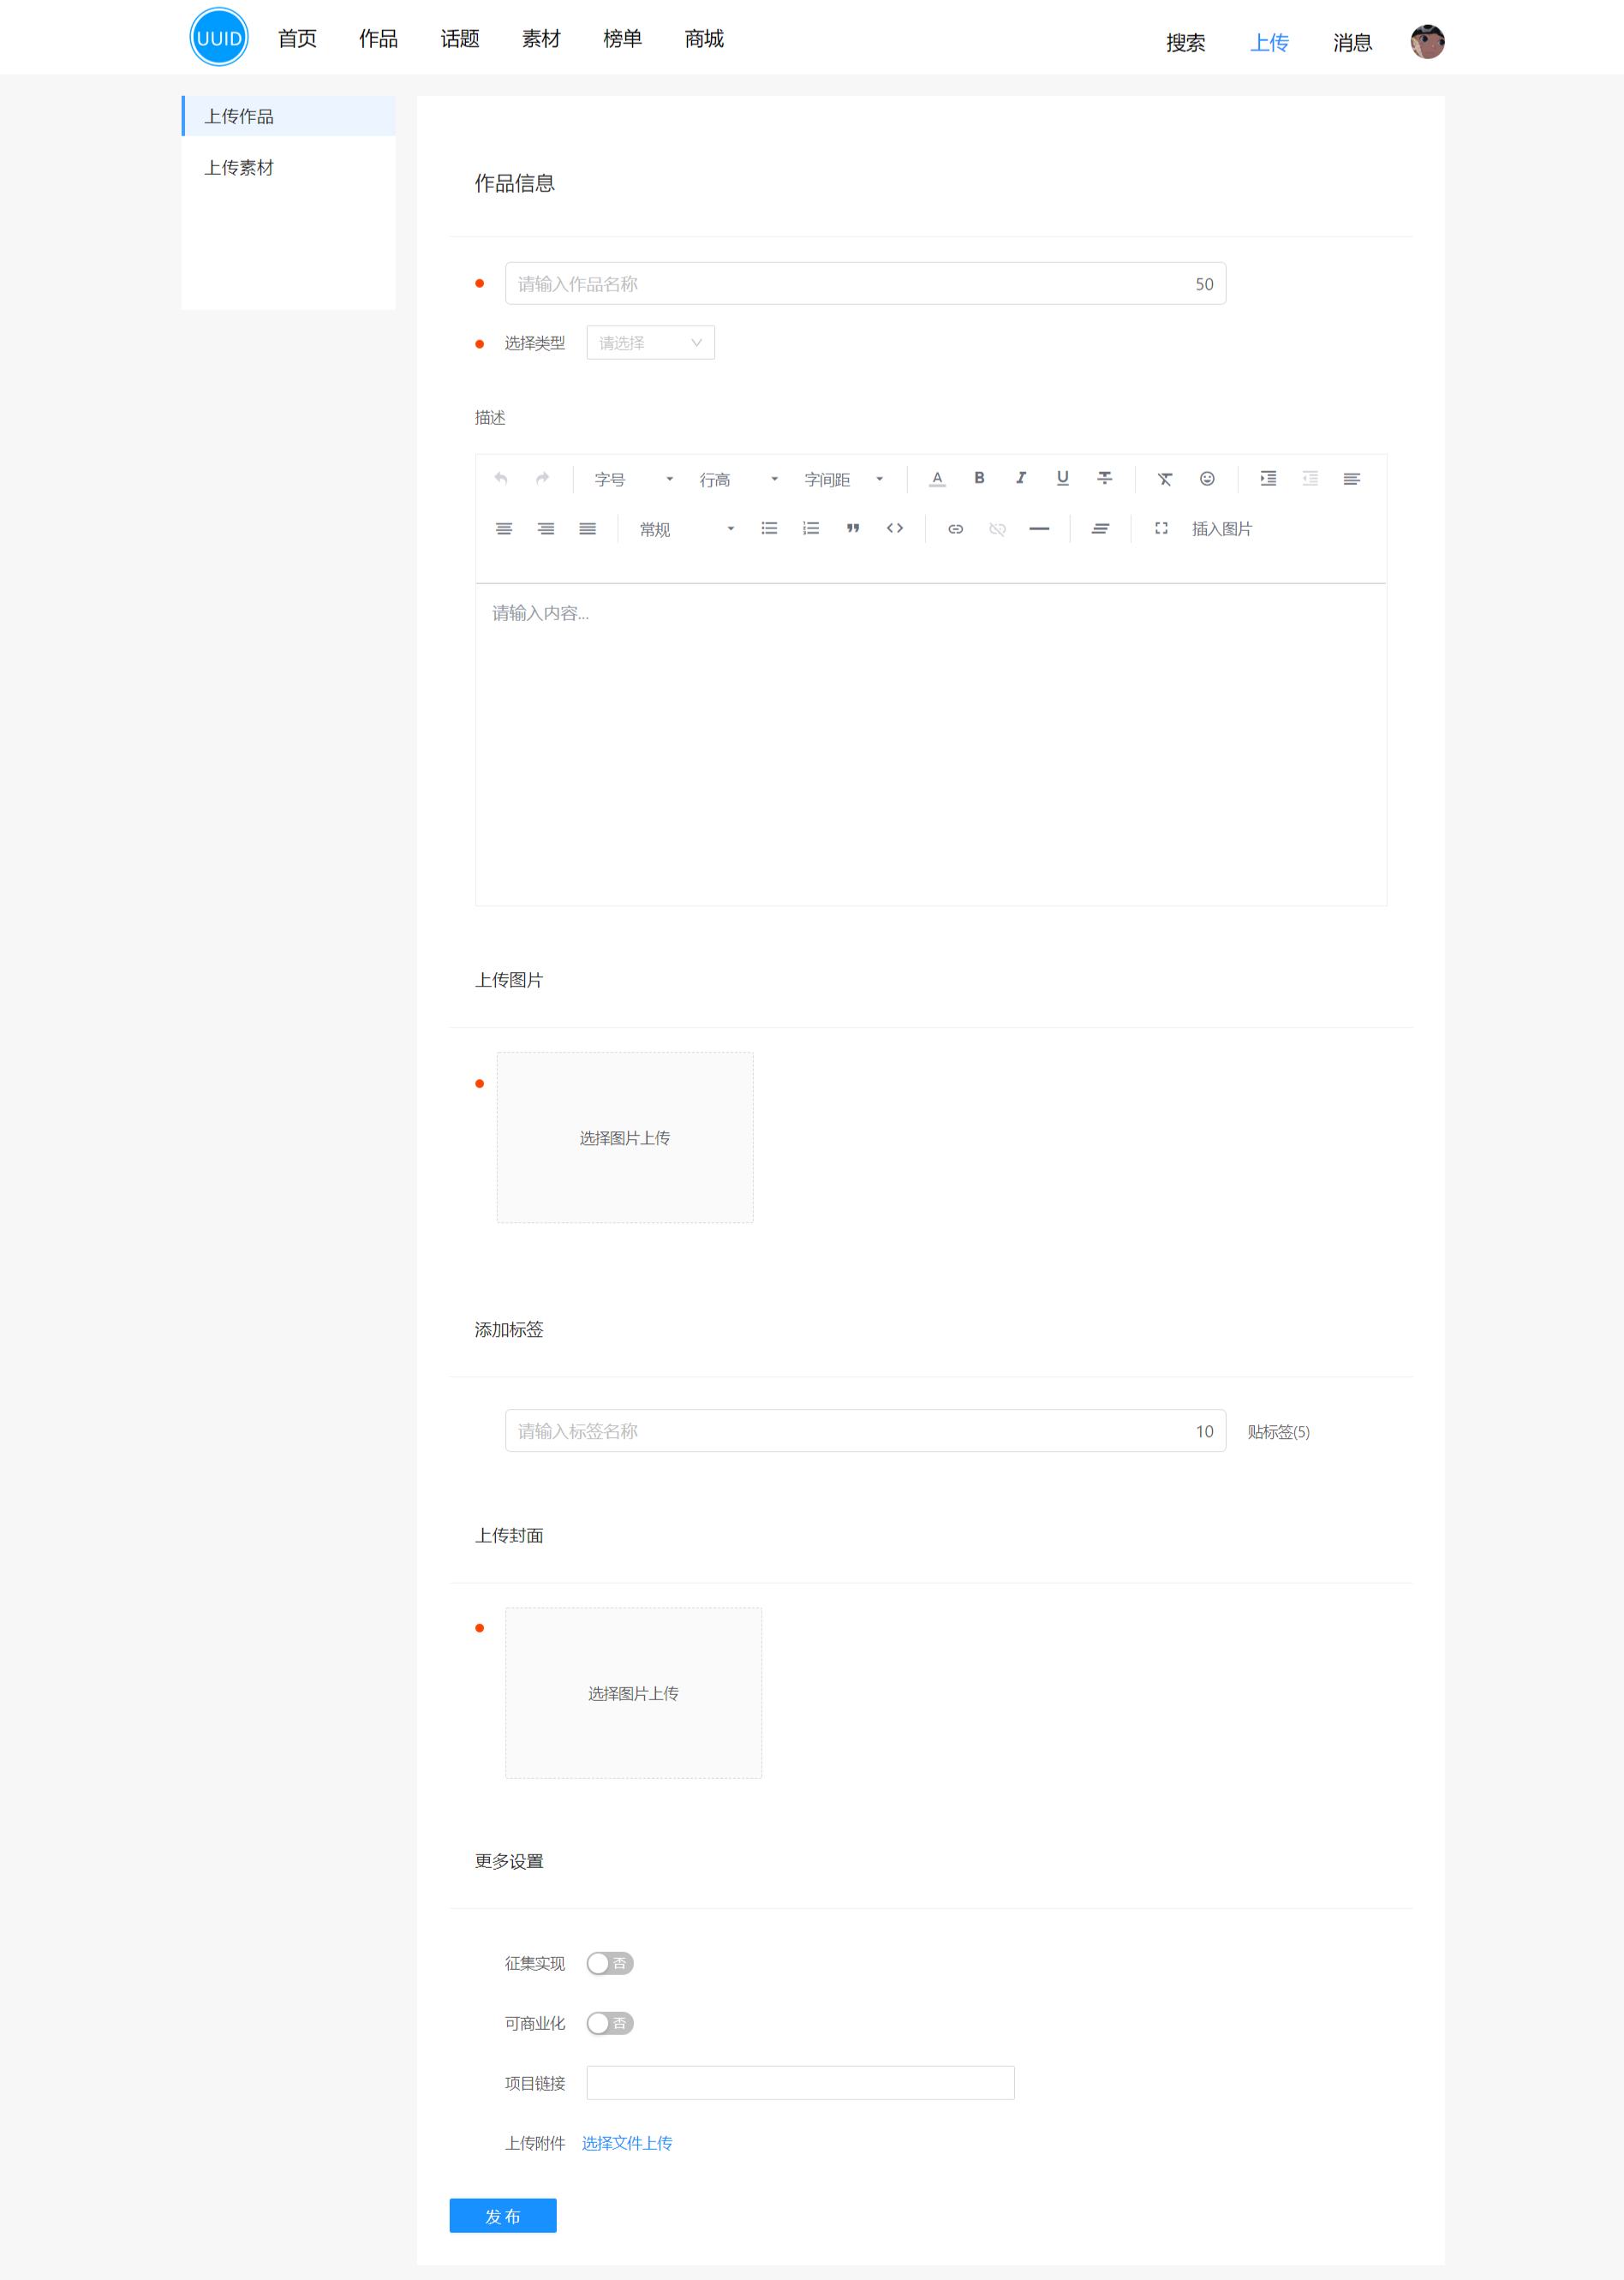 UUID 首页 作品 话题 素材 榜单 商城 搜索 上传 消息
上传作品
上传素材
作品信息
请输入作品名称 50
选择类型 请选择
描述
字号 行高 字间距 A B I U
常规 插入图片
请输入内容...
上传图片
选择图片上传
添加标签
请输入标签名称 10 贴标签(5)
上传封面
选择图片上传
更多设置
征集实现 否
可商业化 否
项目链接
上传附件 选择文件上传
发 布